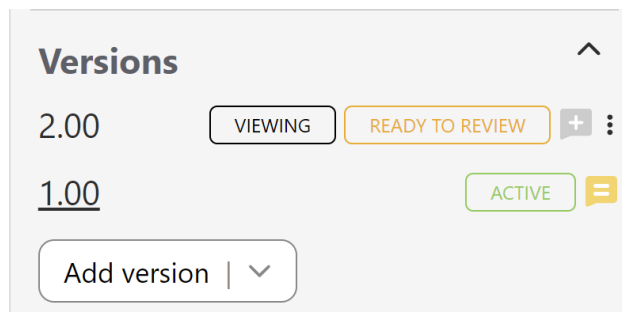 Versions
2.00 VIEWING READY TO REVIEW
1.00 ACTIVE
Add version |